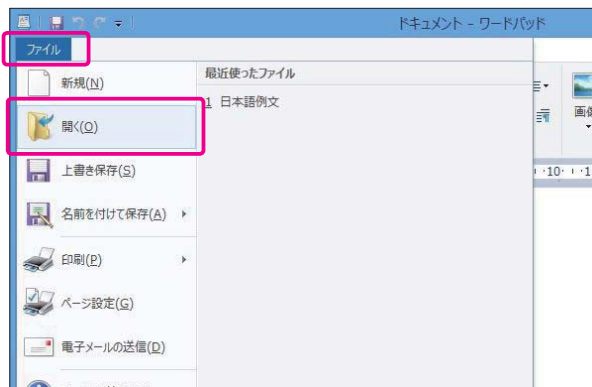 ドキュメント - ワードパッド
ファイル
新規(N)
開く(O)
上書き保存(S)
名前を付けて保存(A)
印刷(P)
ページ設定(G)
電子メールの送信(D)
最近使ったファイル
1 日本語例文
画像
·10· ı ·1